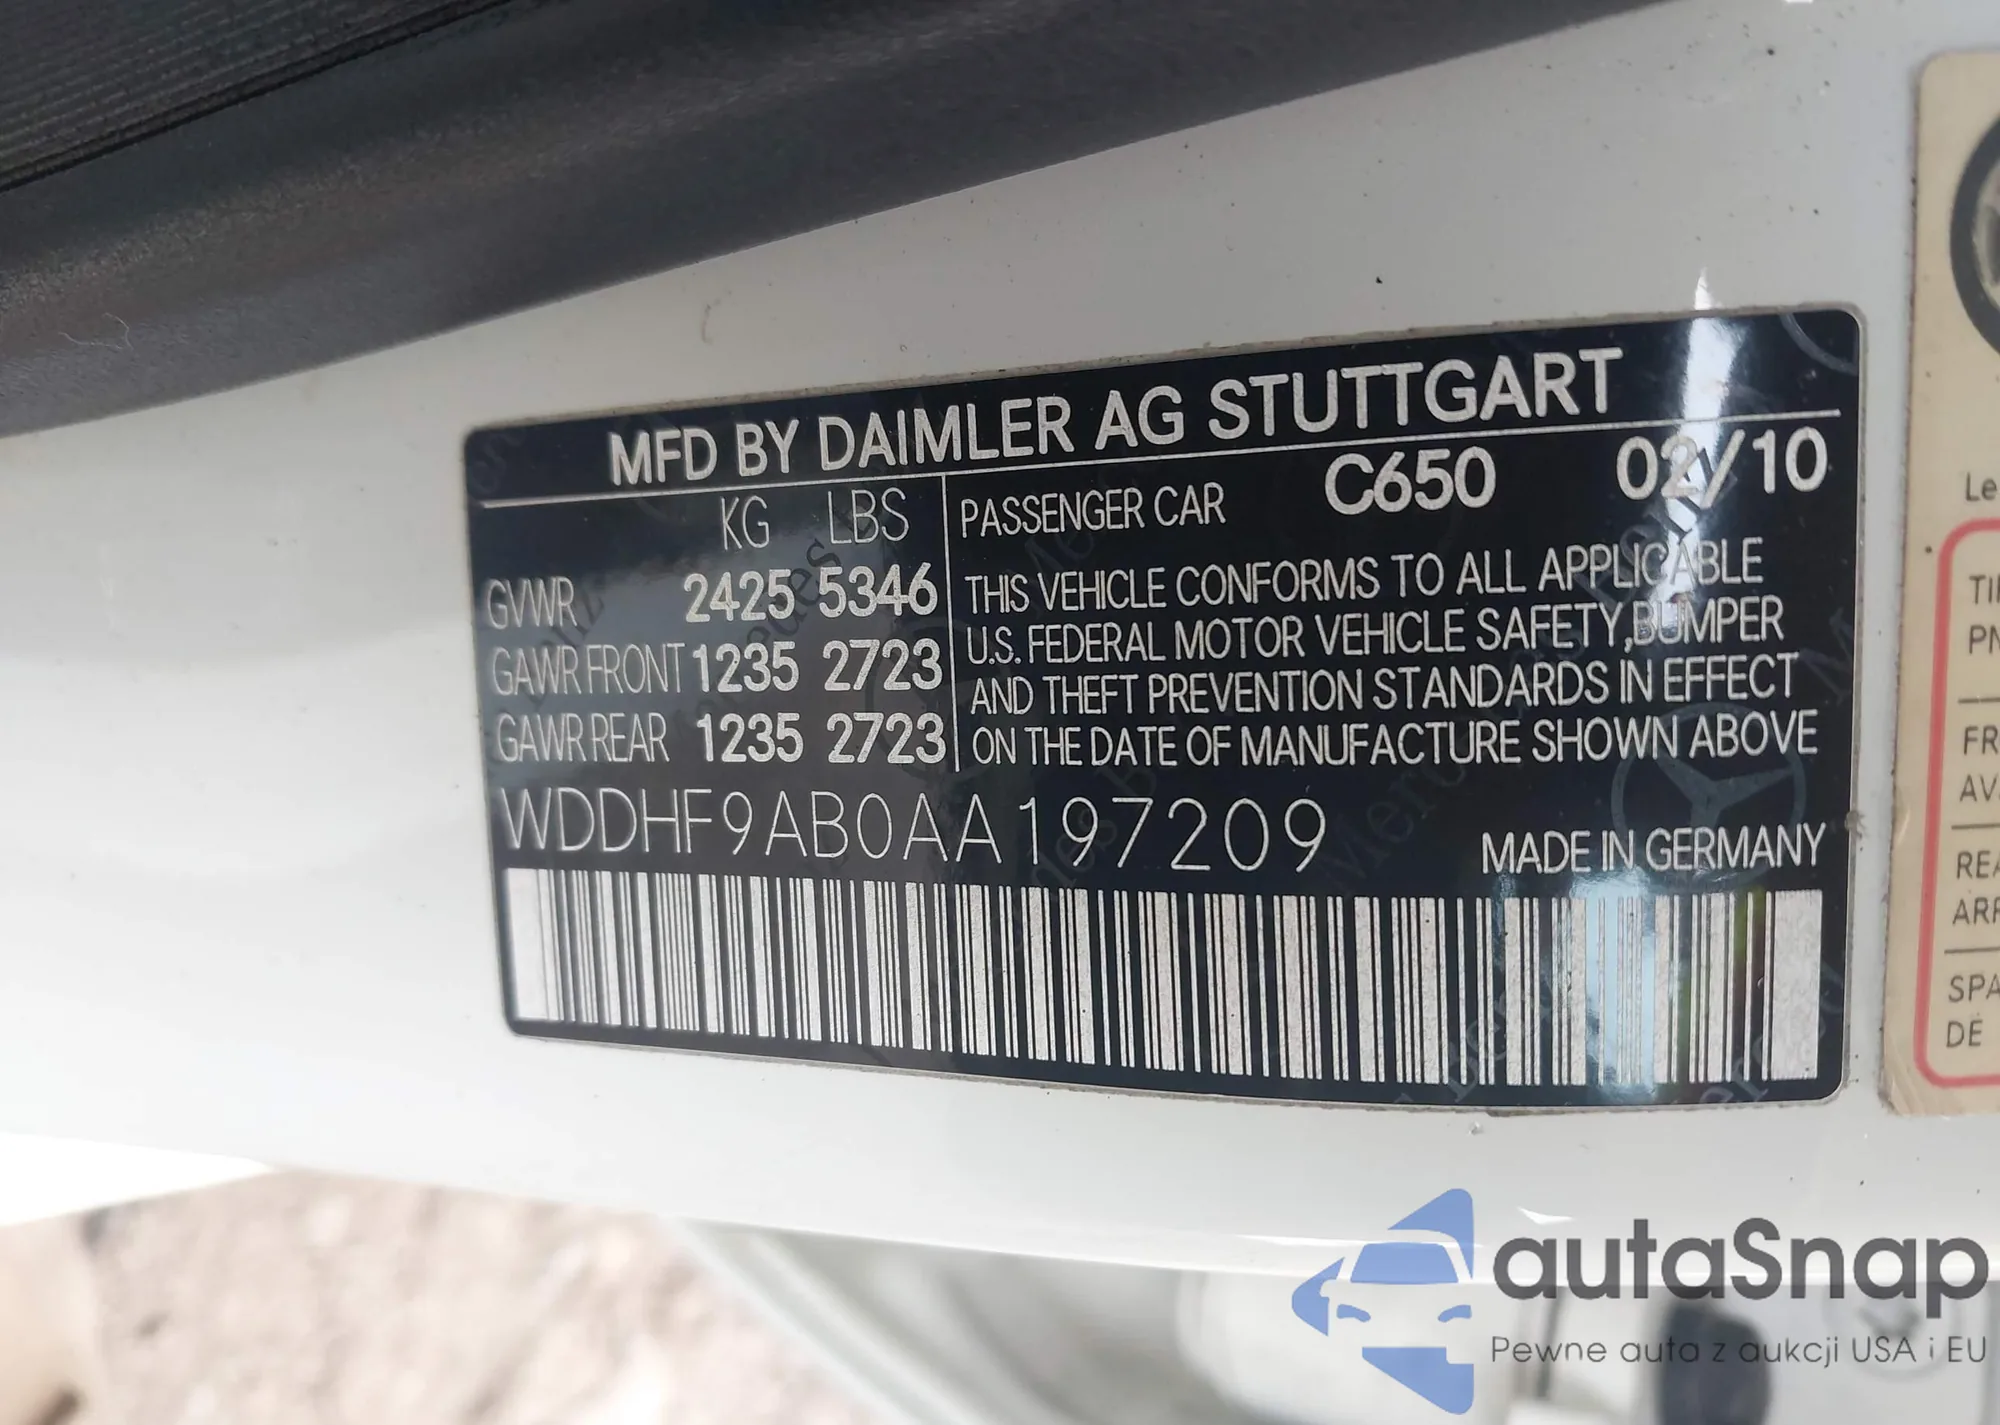 MFD BY DAIMLER AG STUTTGART
KG LBS
GVWR 2425 5346
GAWR FRONT 1235 2723
GAWR REAR 1235 2723
PASSENGER CAR C650 02/10
THIS VEHICLE CONFORMS TO ALL APPLICABLE
U.S. FEDERAL MOTOR VEHICLE SAFETY,BUMPER
AND THEFT PREVENTION STANDARDS IN EFFECT
ON THE DATE OF MANUFACTURE SHOWN ABOVE
WDDHF9AB0AA197209
MADE IN GERMANY
Le
DE
autaSnap
Pewne auta z aukcji USA i EU